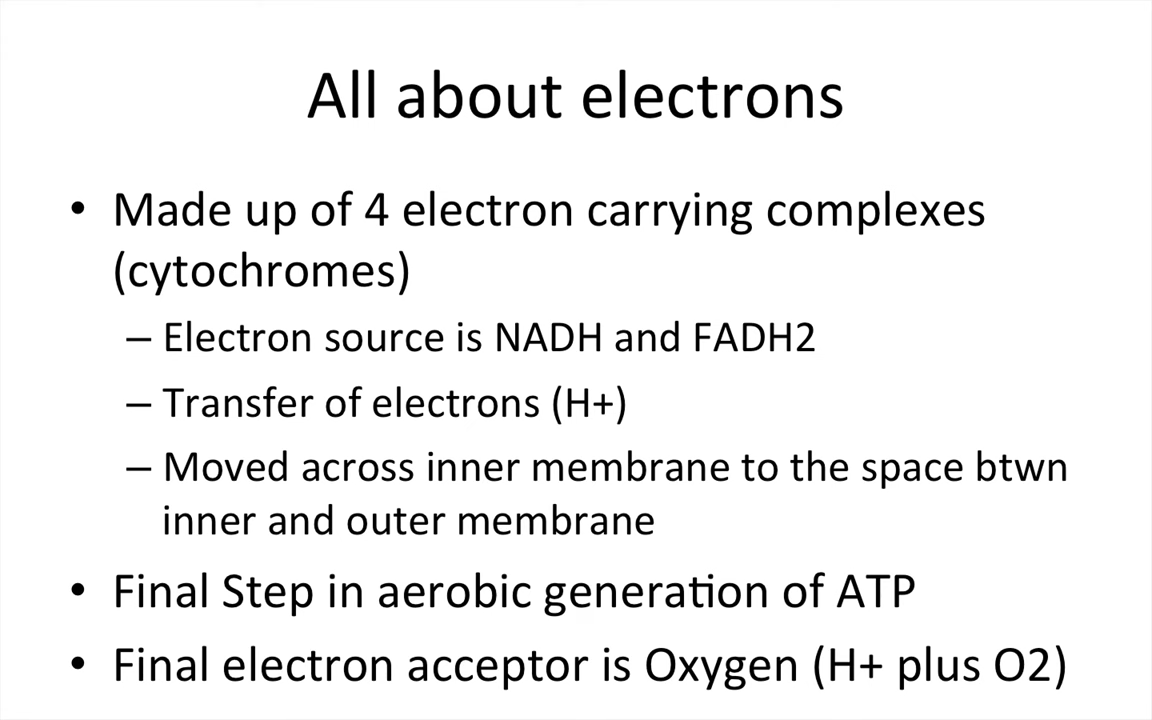 All about electrons
• Made up of 4 electron carrying complexes
(cytochromes)
– Electron source is NADH and FADH2
– Transfer of electrons (H+)
– Moved across inner membrane to the space btwn
inner and outer membrane
• Final Step in aerobic generation of ATP
• Final electron acceptor is Oxygen (H+ plus O2)